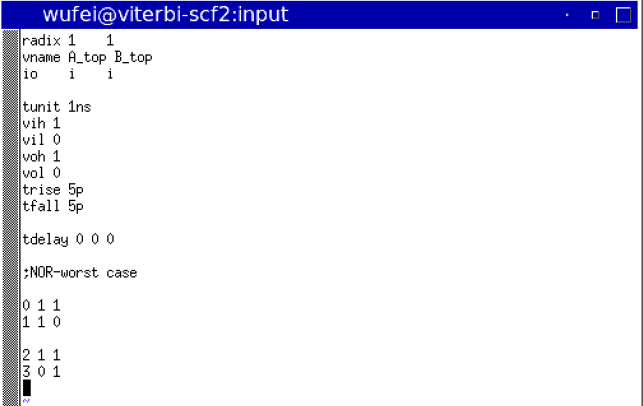 wufei@viterbi-scf2:input
radix 1    1
vname A_top B_top
io    i    i
tunit 1ns
vih 1
vil 0
voh 1
vol 0
trise 5p
tfall 5p
tdelay 0 0 0
;NOR-worst case
0 1 1
1 1 0
2 1 1
3 0 1
~